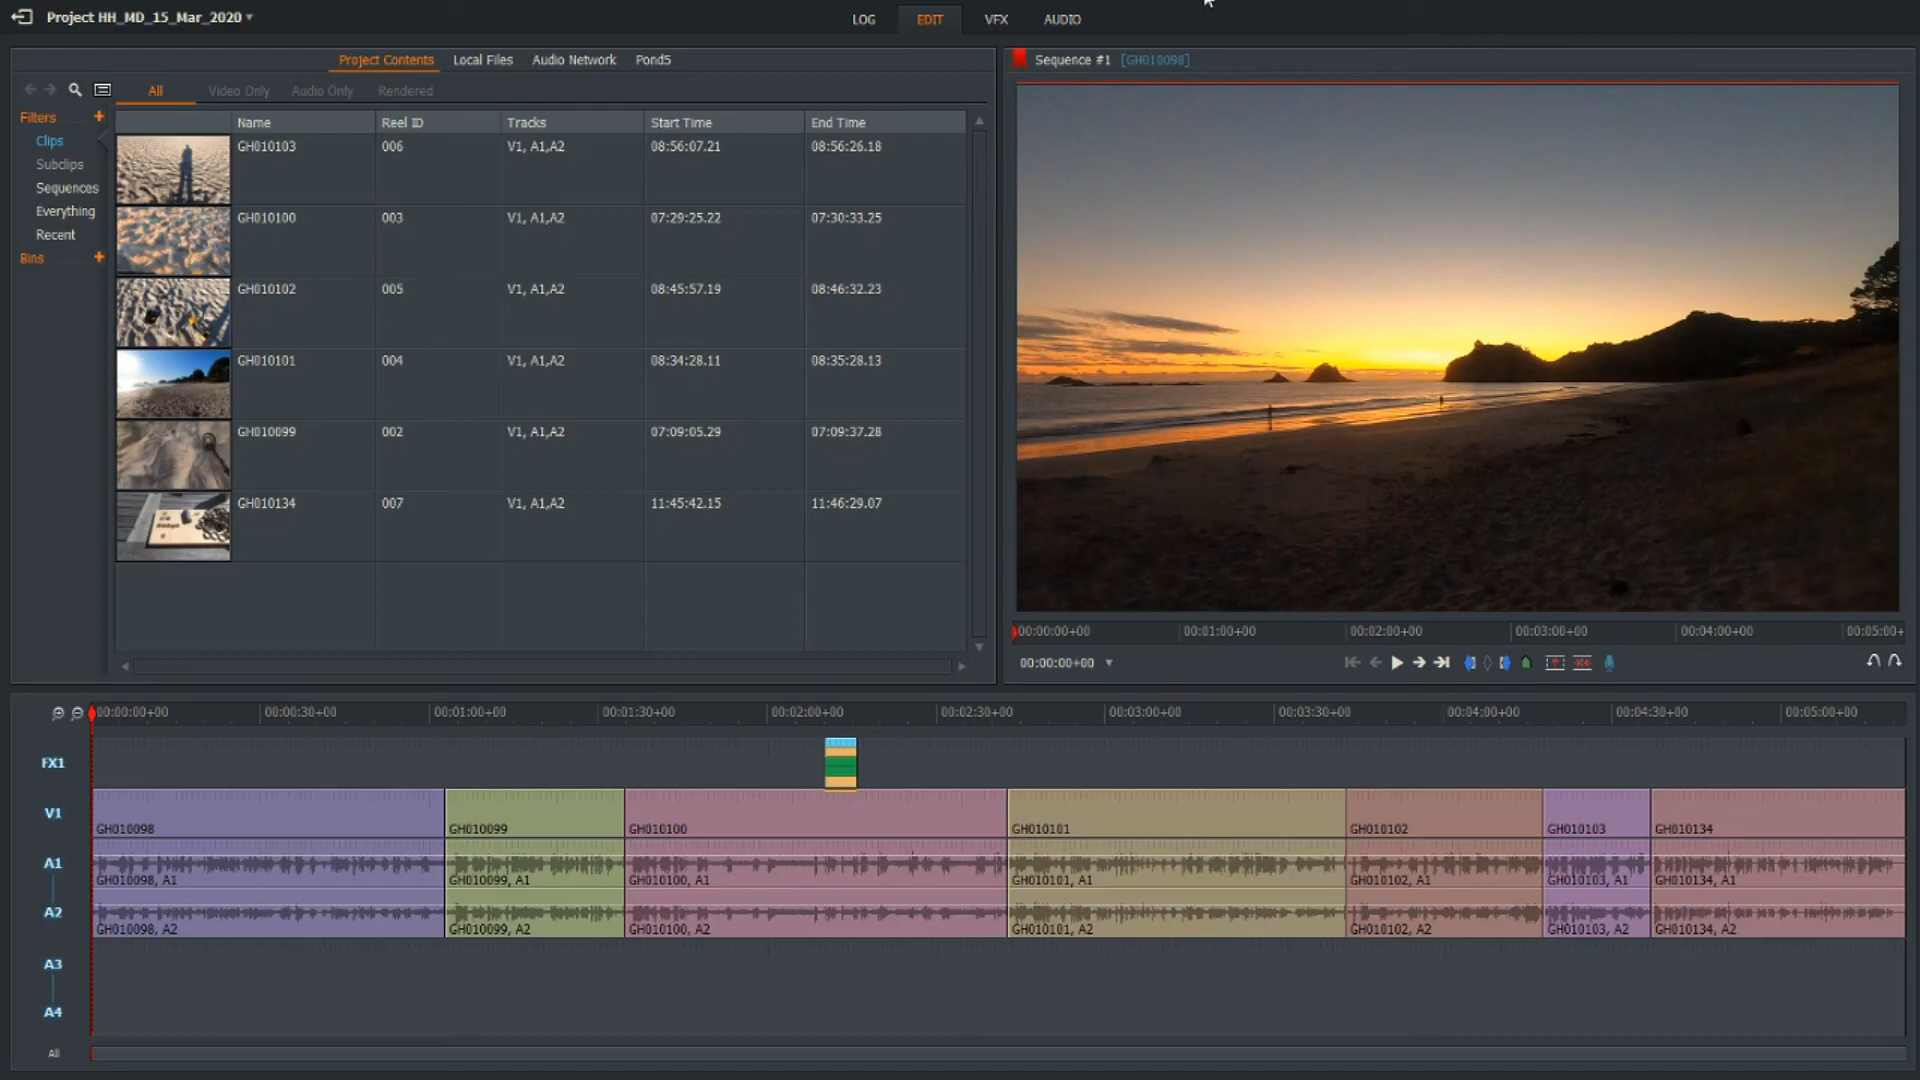 Project HH_MD_15_Mar_2020
LOG EDIT VFX AUDIO
Project Contents Local Files Audio Network Pond5
All Video Only Audio Only Rendered
Filters +
Clips
Subclips
Sequences
Everything
Recent
Bins +
Name Reel ID Tracks Start Time End Time
GH010103 006 V1, A1,A2 08:56:07.21 08:56:26.18
GH010100 003 V1, A1,A2 07:29:25.22 07:30:33.25
GH010102 005 V1, A1,A2 08:45:57.19 08:46:32.23
GH010101 004 V1, A1,A2 08:34:28.11 08:35:28.13
GH010099 002 V1, A1,A2 07:09:05.29 07:09:37.28
GH010134 007 V1, A1,A2 11:45:42.15 11:46:29.07
Sequence #1 [GH010098]
00:00:00+00 00:01:00+00 00:02:00+00 00:03:00+00 00:04:00+00 00:05:00+
00:00:00+00
00:00:00+00 00:00:30+00 00:01:00+00 00:01:30+00 00:02:00+00 00:02:30+00 00:03:00+00 00:03:30+00 00:04:00+00 00:04:30+00 00:05:00+00
FX1
V1
GH010098 GH010099 GH010100 GH010101 GH010102 GH010103 GH010134
A1
GH010098, A1 GH010099, A1 GH010100, A1 GH010101, A1 GH010102, A1 GH010103, A1 GH010134, A1
A2
GH010098, A2 GH010099, A2 GH010100, A2 GH010101, A2 GH010102, A2 GH010103, A2 GH010134, A2
A3
A4
All